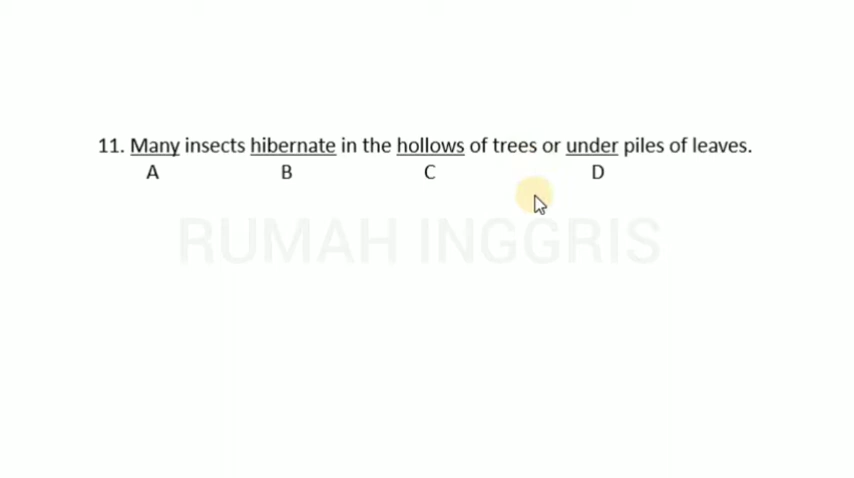 11. Many insects hibernate in the hollows of trees or under piles of leaves.
A B C D
RUMAH INGGRIS